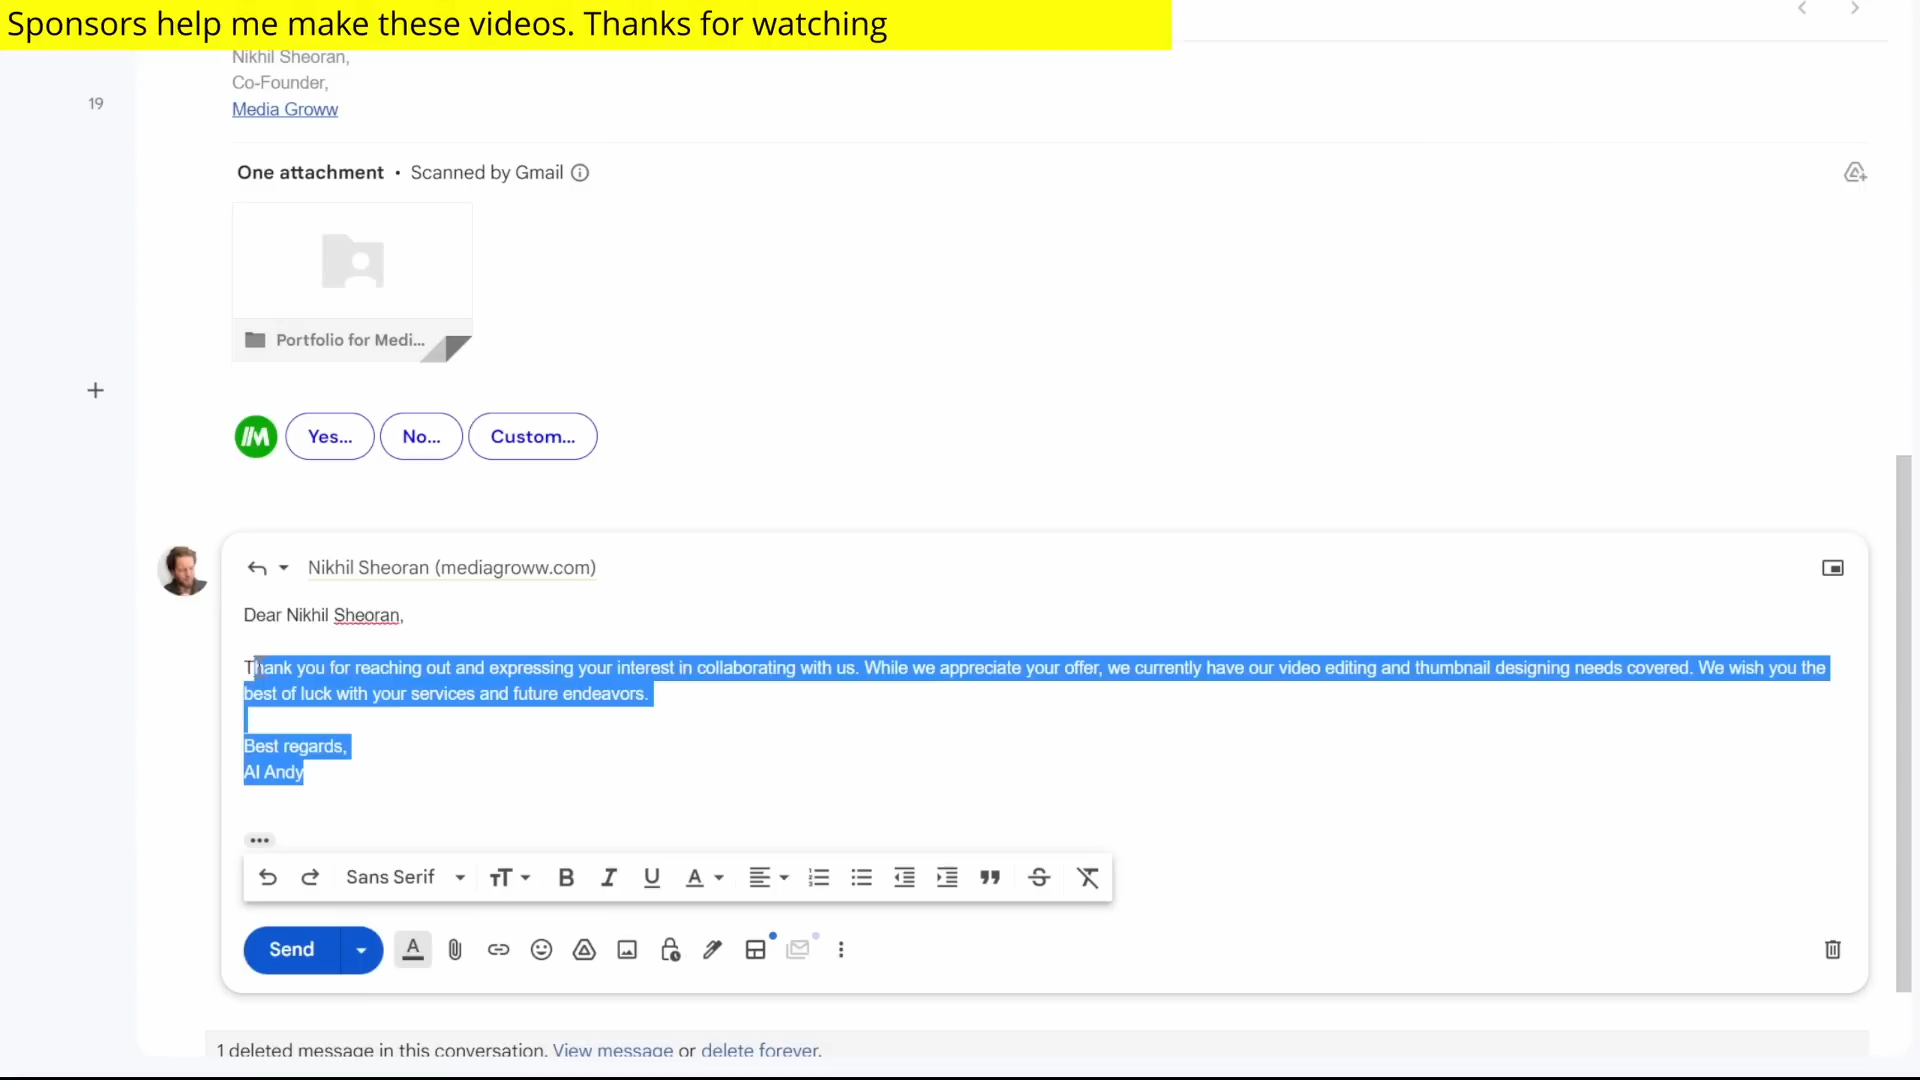 Sponsors help me make these videos. Thanks for watching
Nikhil Sheoran,
Co-Founder,
19
Media Groww
One attachment • Scanned by Gmail
Portfolio for Medi...
Yes... No... Custom...
Nikhil Sheoran (mediagroww.com)
Dear Nikhil Sheoran,
Thank you for reaching out and expressing your interest in collaborating with us. While we appreciate your offer, we currently have our video editing and thumbnail designing needs covered. We wish you the
best of luck with your services and future endeavors.
Best regards,
AI Andy
Sans Serif
Send
1 deleted message in this conversation. View message or delete forever.